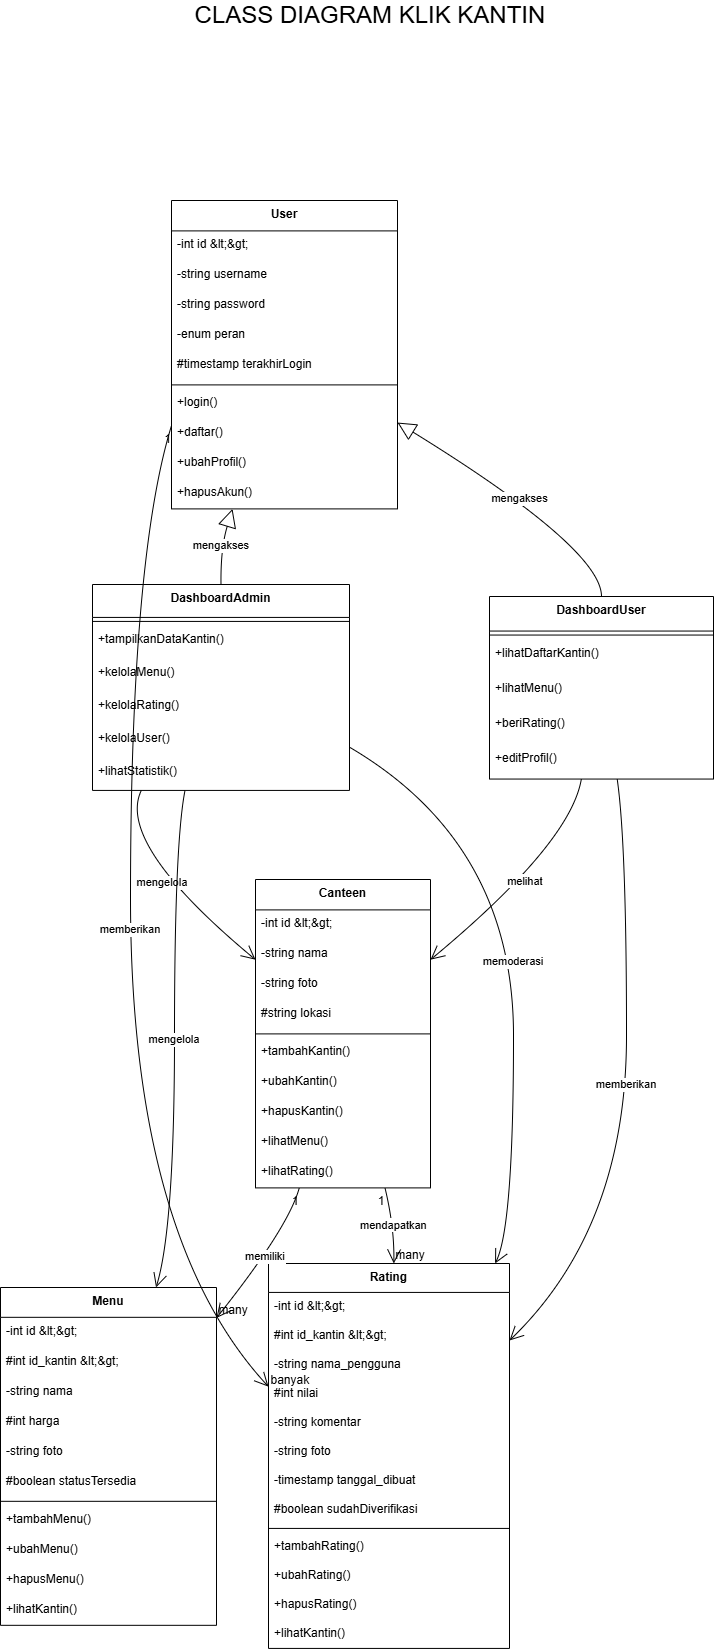 CLASS DIAGRAM KLIK KANTIN
User
-int id &lt;&gt;
-string username
-string password
-enum peran
#timestamp terakhirLogin
+login()
+daftar()
+ubahProfil()
+hapusAkun()
1
mengakses
mengakses
DashboardAdmin
+tampilkanDataKantin()
+kelolaMenu()
+kelolaRating()
+kelolaUser()
+lihatStatistik()
DashboardUser
+lihatDaftarKantin()
+lihatMenu()
+beriRating()
+editProfil()
mengelola
melihat
memberikan
memoderasi
mengelola
memberikan
Canteen
-int id &lt;&gt;
-string nama
-string foto
#string lokasi
+tambahKantin()
+ubahKantin()
+hapusKantin()
+lihatMenu()
+lihatRating()
1
1
mendapatkan
memiliki
many
many
banyak
Menu
-int id &lt;&gt;
#int id_kantin &lt;&gt;
-string nama
#int harga
-string foto
#boolean statusTersedia
+tambahMenu()
+ubahMenu()
+hapusMenu()
+lihatKantin()
Rating
-int id &lt;&gt;
#int id_kantin &lt;&gt;
-string nama_pengguna
#int nilai
-string komentar
-string foto
-timestamp tanggal_dibuat
#boolean sudahDiverifikasi
+tambahRating()
+ubahRating()
+hapusRating()
+lihatKantin()